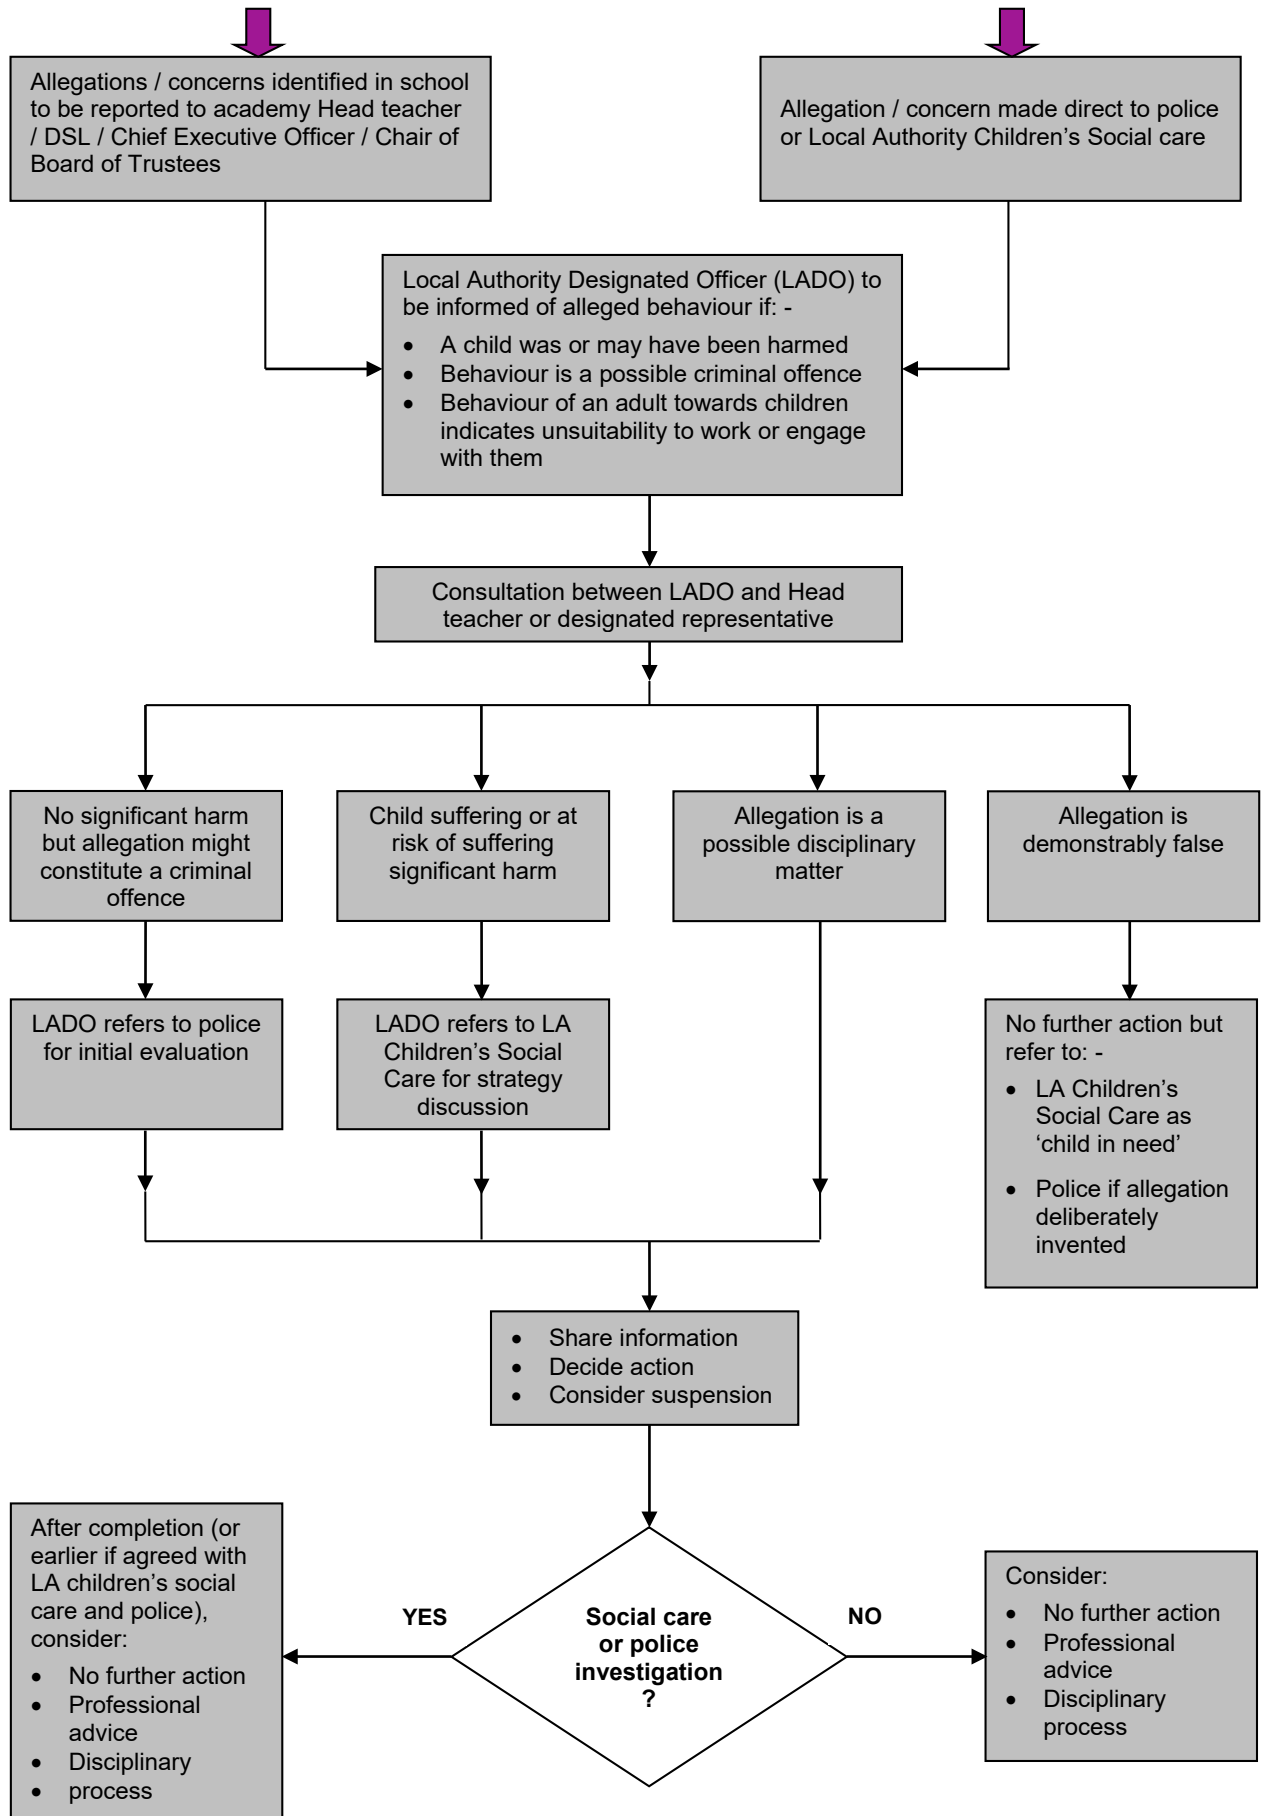 Allegations / concerns identified in school
to be reported to academy Head teacher
/ DSL / Chief Executive Officer / Chair of
Board of Trustees
Allegation / concern made direct to police
or Local Authority Children’s Social care
Local Authority Designated Officer (LADO) to
be informed of alleged behaviour if: -
• A child was or may have been harmed
• Behaviour is a possible criminal offence
• Behaviour of an adult towards children
indicates unsuitability to work or engage
with them
Consultation between LADO and Head
teacher or designated representative
No significant harm
but allegation might
constitute a criminal
offence
Child suffering or at
risk of suffering
significant harm
Allegation is a
possible disciplinary
matter
Allegation is
demonstrably false
LADO refers to police
for initial evaluation
LADO refers to LA
Children’s Social
Care for strategy
discussion
No further action but
refer to: -
• LA Children’s
Social Care as
‘child in need’
• Police if allegation
deliberately
invented
• Share information
• Decide action
• Consider suspension
After completion (or
earlier if agreed with
LA children’s social
care and police),
consider:
• No further action
• Professional
advice
• Disciplinary
• process
YES
Social care
or police
investigation
?
NO
Consider:
• No further action
• Professional
advice
• Disciplinary
process